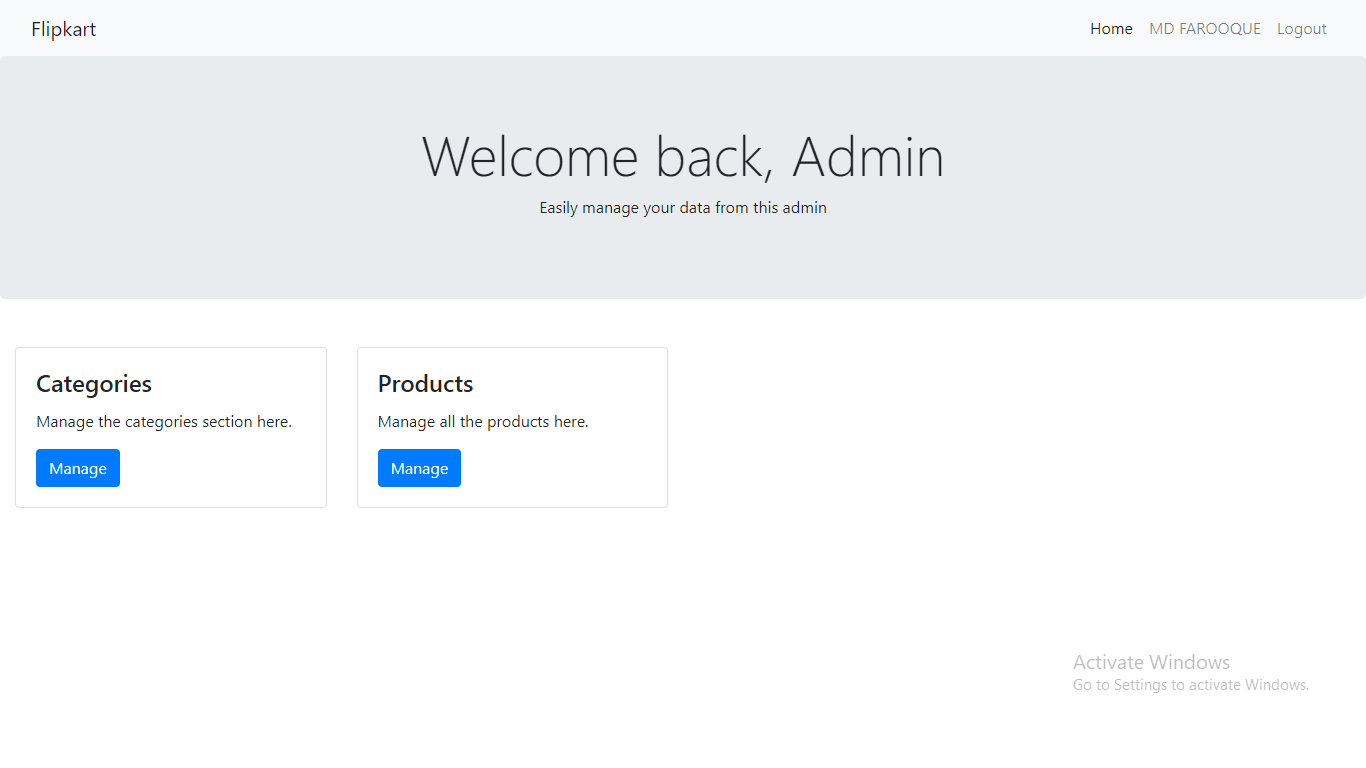 Flipkart
Home MD FAROOQUE Logout
Welcome back, Admin
Easily manage your data from this admin
Categories
Manage the categories section here.
Manage
Products
Manage all the products here.
Manage
Activate Windows
Go to Settings to activate Windows.